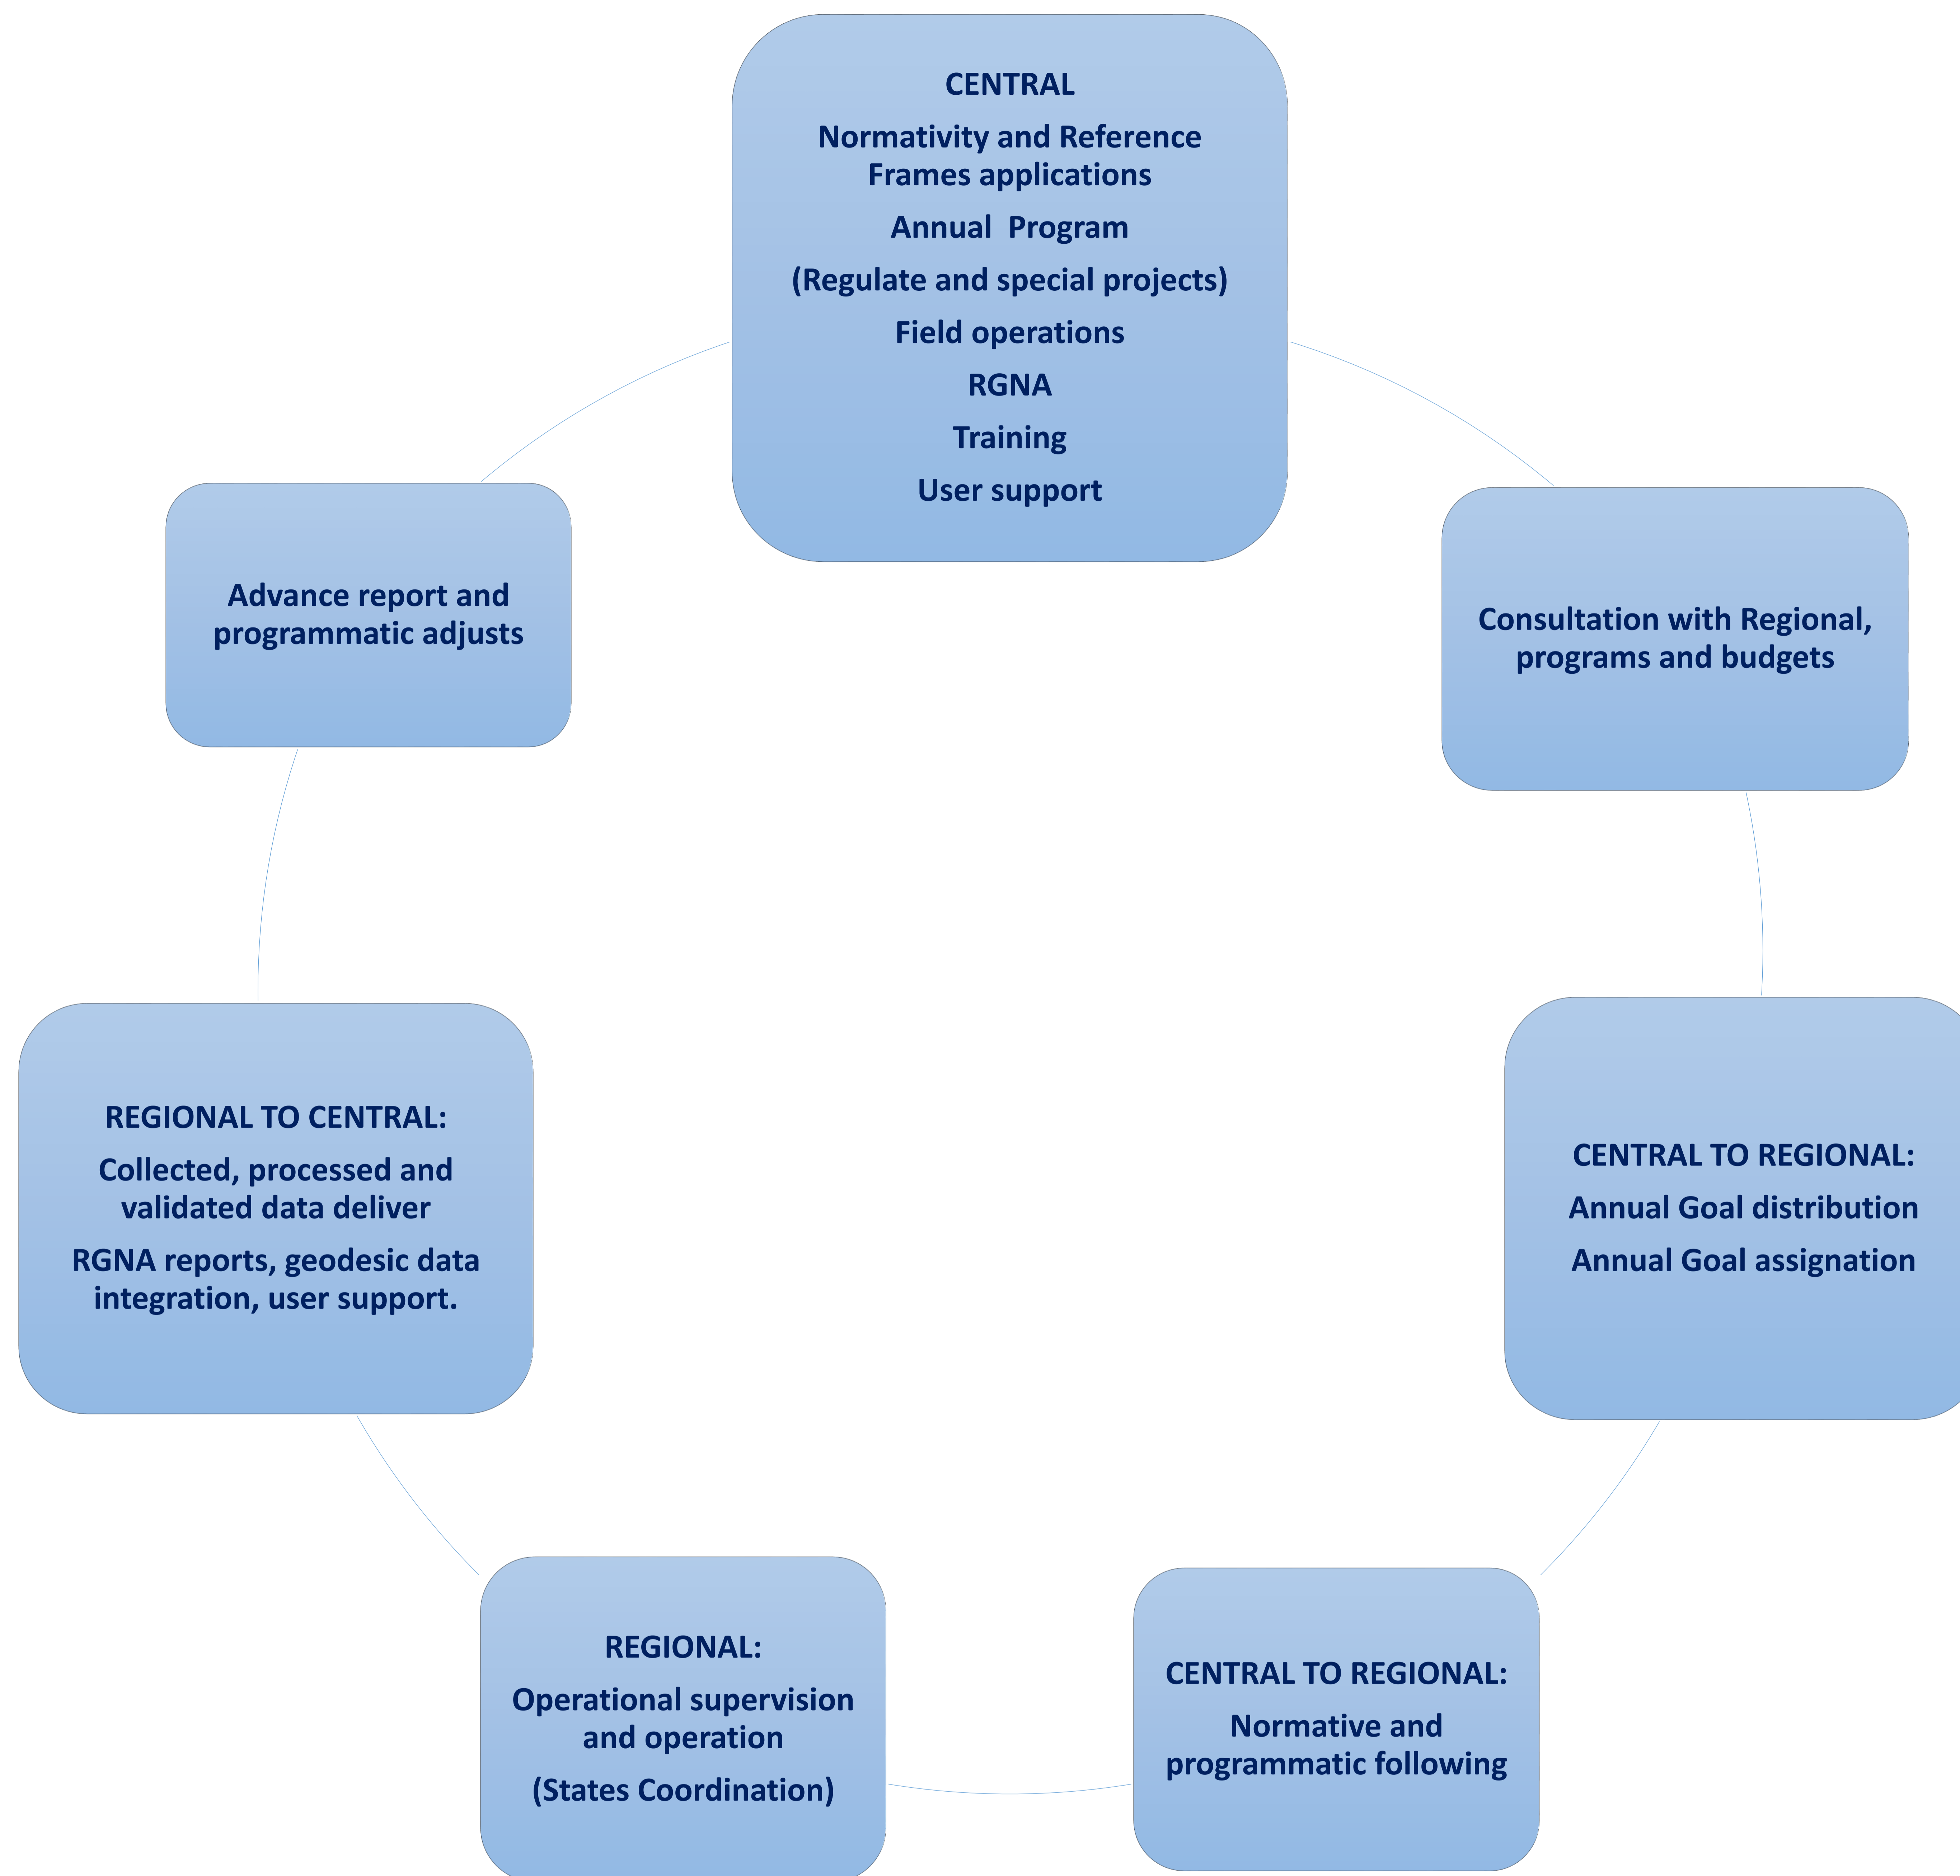 CENTRAL
Normativity and Reference
Frames applications
Annual  Program
(Regulate and special projects)
Field operations
RGNA
Training
User support
Consultation with Regional,
programs and budgets
CENTRAL TO REGIONAL:
Annual Goal distribution
Annual Goal assignation
CENTRAL TO REGIONAL:
Normative and
programmatic following
REGIONAL:
Operational supervision
and operation
(States Coordination)
REGIONAL TO CENTRAL:
Collected, processed and
validated data deliver
RGNA reports, geodesic data
integration, user support.
Advance report and
programmatic adjusts